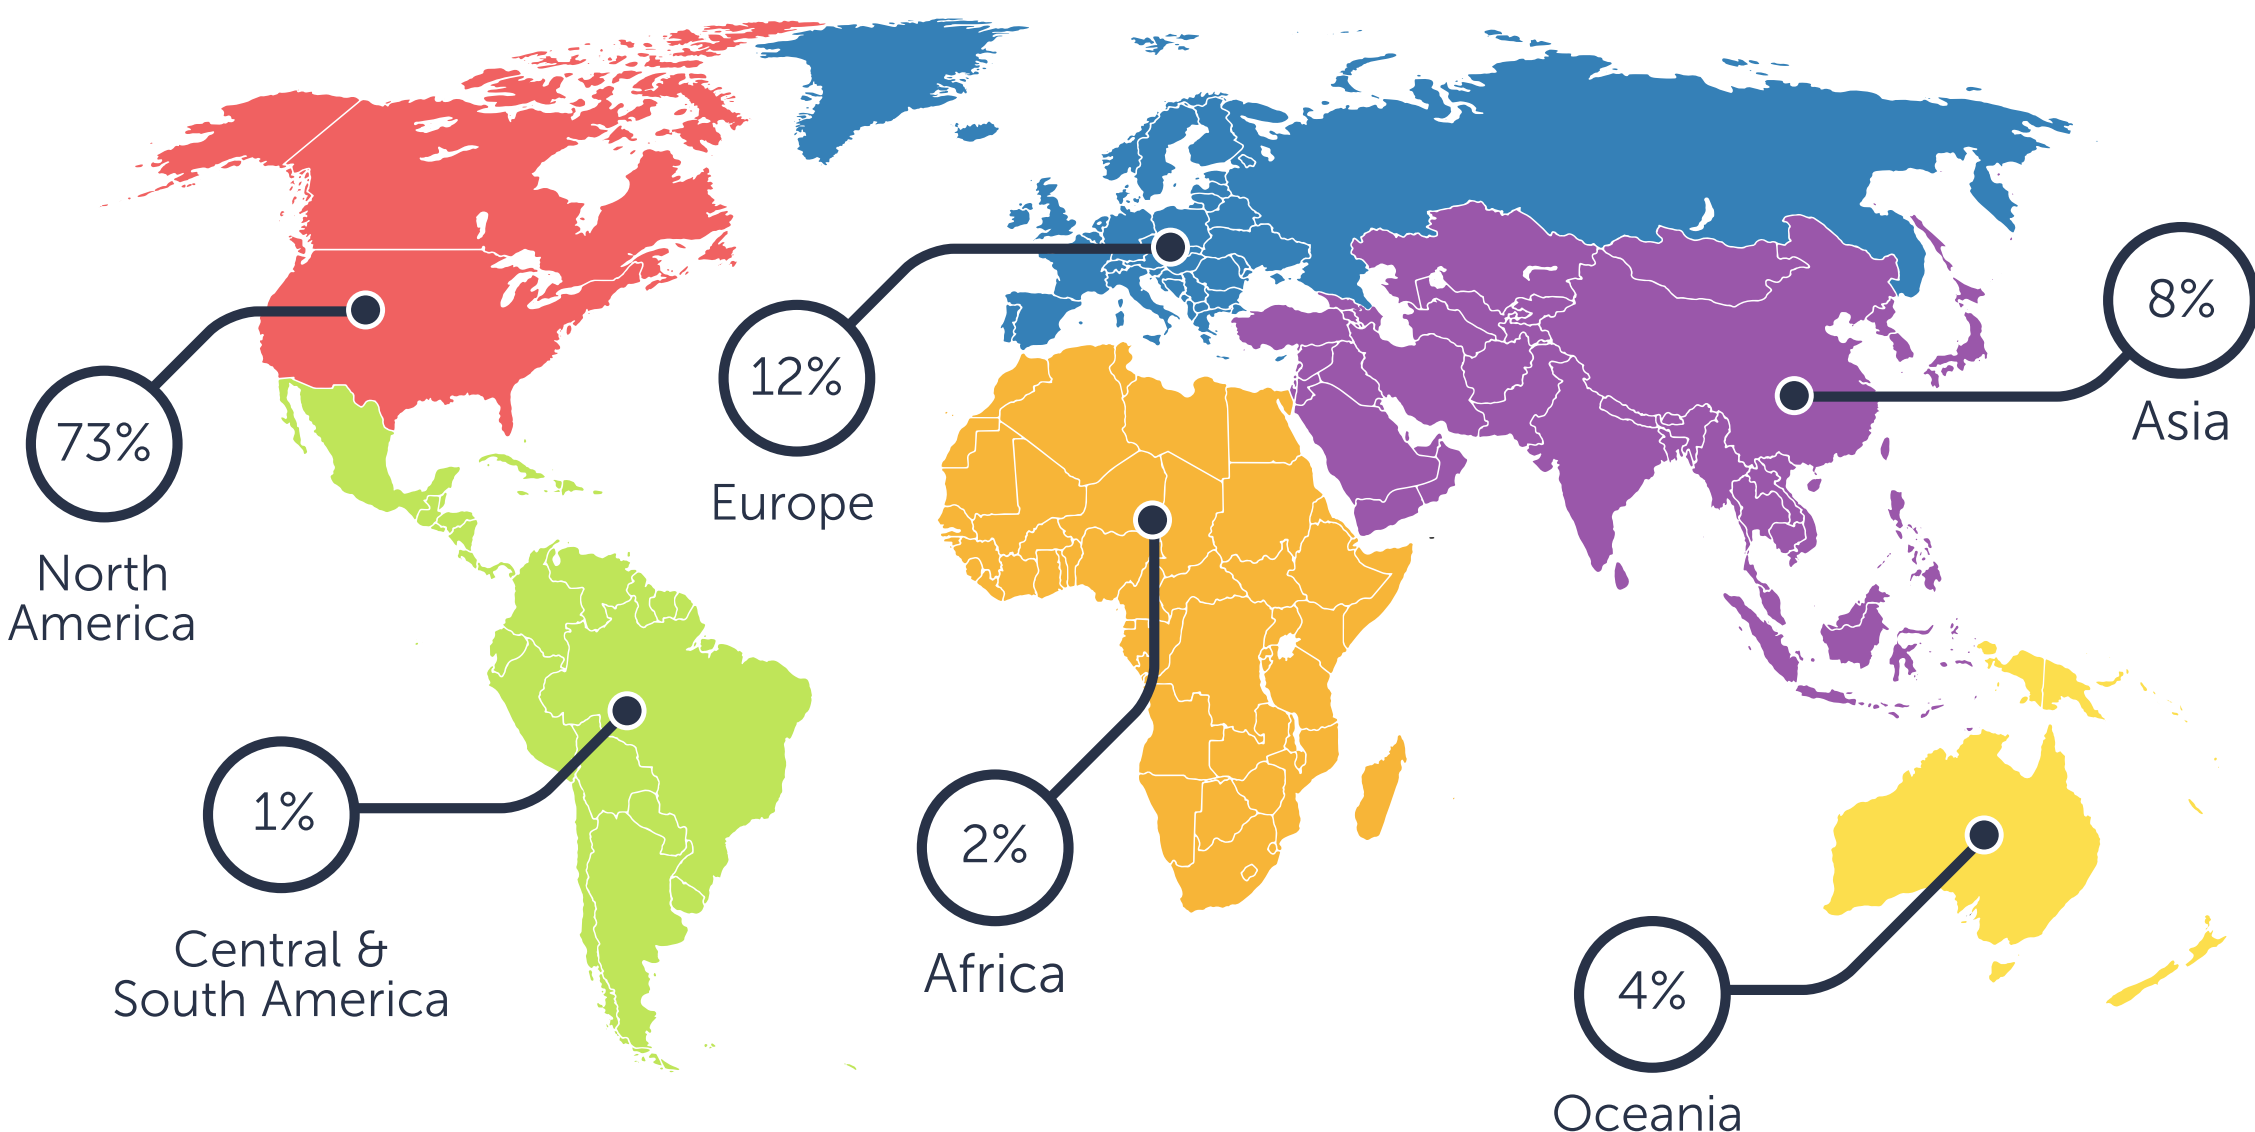 73%
North
America
12%
Europe
8%
Asia
1%
Central &
South America
2%
Africa
4%
Oceania